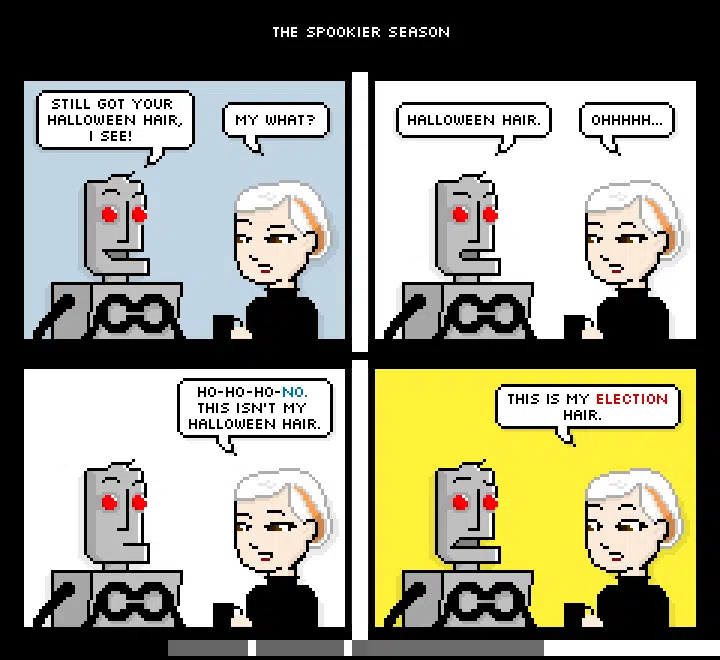 THE SPOOKIER SEASON
STILL GOT YOUR
HALLOWEEN HAIR,
I SEE!
MY WHAT?
HALLOWEEN HAIR.
OHHHHH...
HO-HO-HO-NO.
THIS ISN'T MY
HALLOWEEN HAIR.
THIS IS MY ELECTION
HAIR.